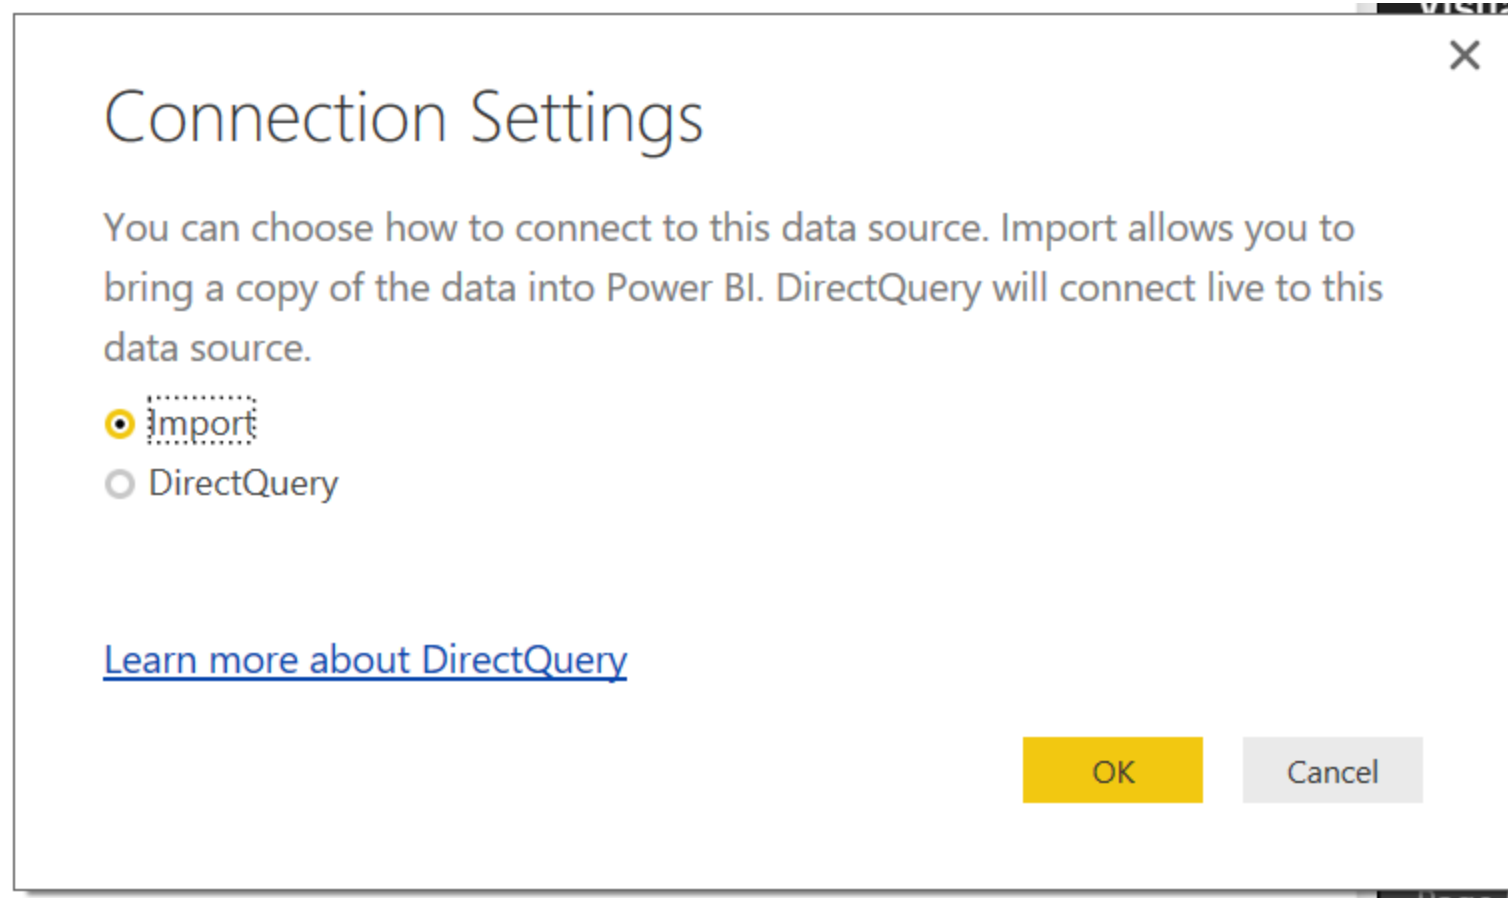 Connection Settings
You can choose how to connect to this data source. Import allows you to
bring a copy of the data into Power BI. DirectQuery will connect live to this
data source.
Import
DirectQuery
Learn more about DirectQuery
OK
Cancel